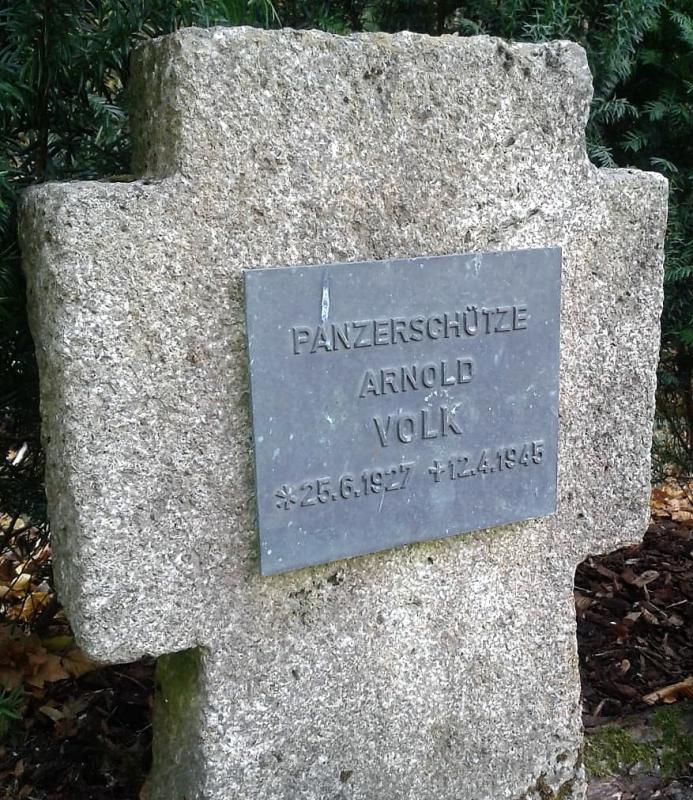 PANZERSCHÜTZE
ARNOLD
VOLK
*25.6.1927 ✝12.4.1945